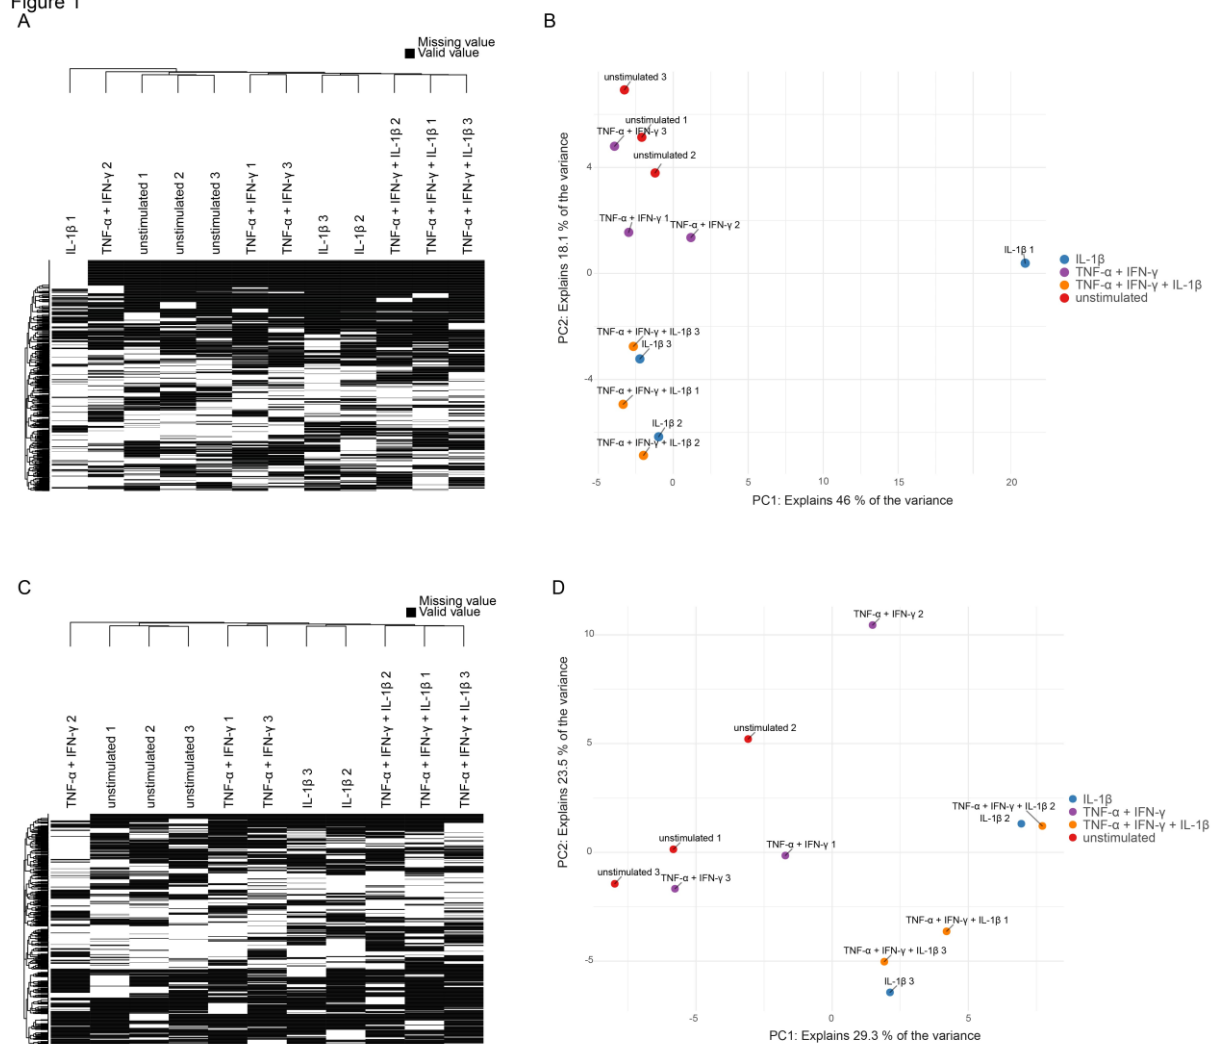 Figure 1
A
Missing value
Valid value
IL-1β 1
TNF-α + IFN-γ 2
unstimulated 1
unstimulated 2
unstimulated 3
TNF-α + IFN-γ 1
TNF-α + IFN-γ 3
IL-1β 3
IL-1β 2
TNF-α + IFN-γ + IL-1β 2
TNF-α + IFN-γ + IL-1β 1
TNF-α + IFN-γ + IL-1β 3
B
unstimulated 3
unstimulated 1
TNF-α + IFN-γ 3
unstimulated 2
TNF-α + IFN-γ 1
TNF-α + IFN-γ 2
IL-1β 1
TNF-α + IFN-γ + IL-1β 3
IL-1β 3
TNF-α + IFN-γ + IL-1β 1
IL-1β 2
TNF-α + IFN-γ + IL-1β 2
4
0
-4
-5
0
5
10
15
20
PC2: Explains 18.1 % of the variance
PC1: Explains 46 % of the variance
IL-1β
TNF-α + IFN-γ
TNF-α + IFN-γ + IL-1β
unstimulated
C
Missing value
Valid value
TNF-α + IFN-γ 2
unstimulated 1
unstimulated 2
unstimulated 3
TNF-α + IFN-γ 1
TNF-α + IFN-γ 3
IL-1β 3
IL-1β 2
TNF-α + IFN-γ + IL-1β 2
TNF-α + IFN-γ + IL-1β 1
TNF-α + IFN-γ + IL-1β 3
D
TNF-α + IFN-γ 2
unstimulated 2
TNF-α + IFN-γ + IL-1β 2
IL-1β 2
unstimulated 1
TNF-α + IFN-γ 1
unstimulated 3
TNF-α + IFN-γ 3
TNF-α + IFN-γ + IL-1β 1
TNF-α + IFN-γ + IL-1β 3
IL-1β 3
10
5
0
-5
-5
0
5
PC2: Explains 23.5 % of the variance
PC1: Explains 29.3 % of the variance
IL-1β
TNF-α + IFN-γ
TNF-α + IFN-γ + IL-1β
unstimulated